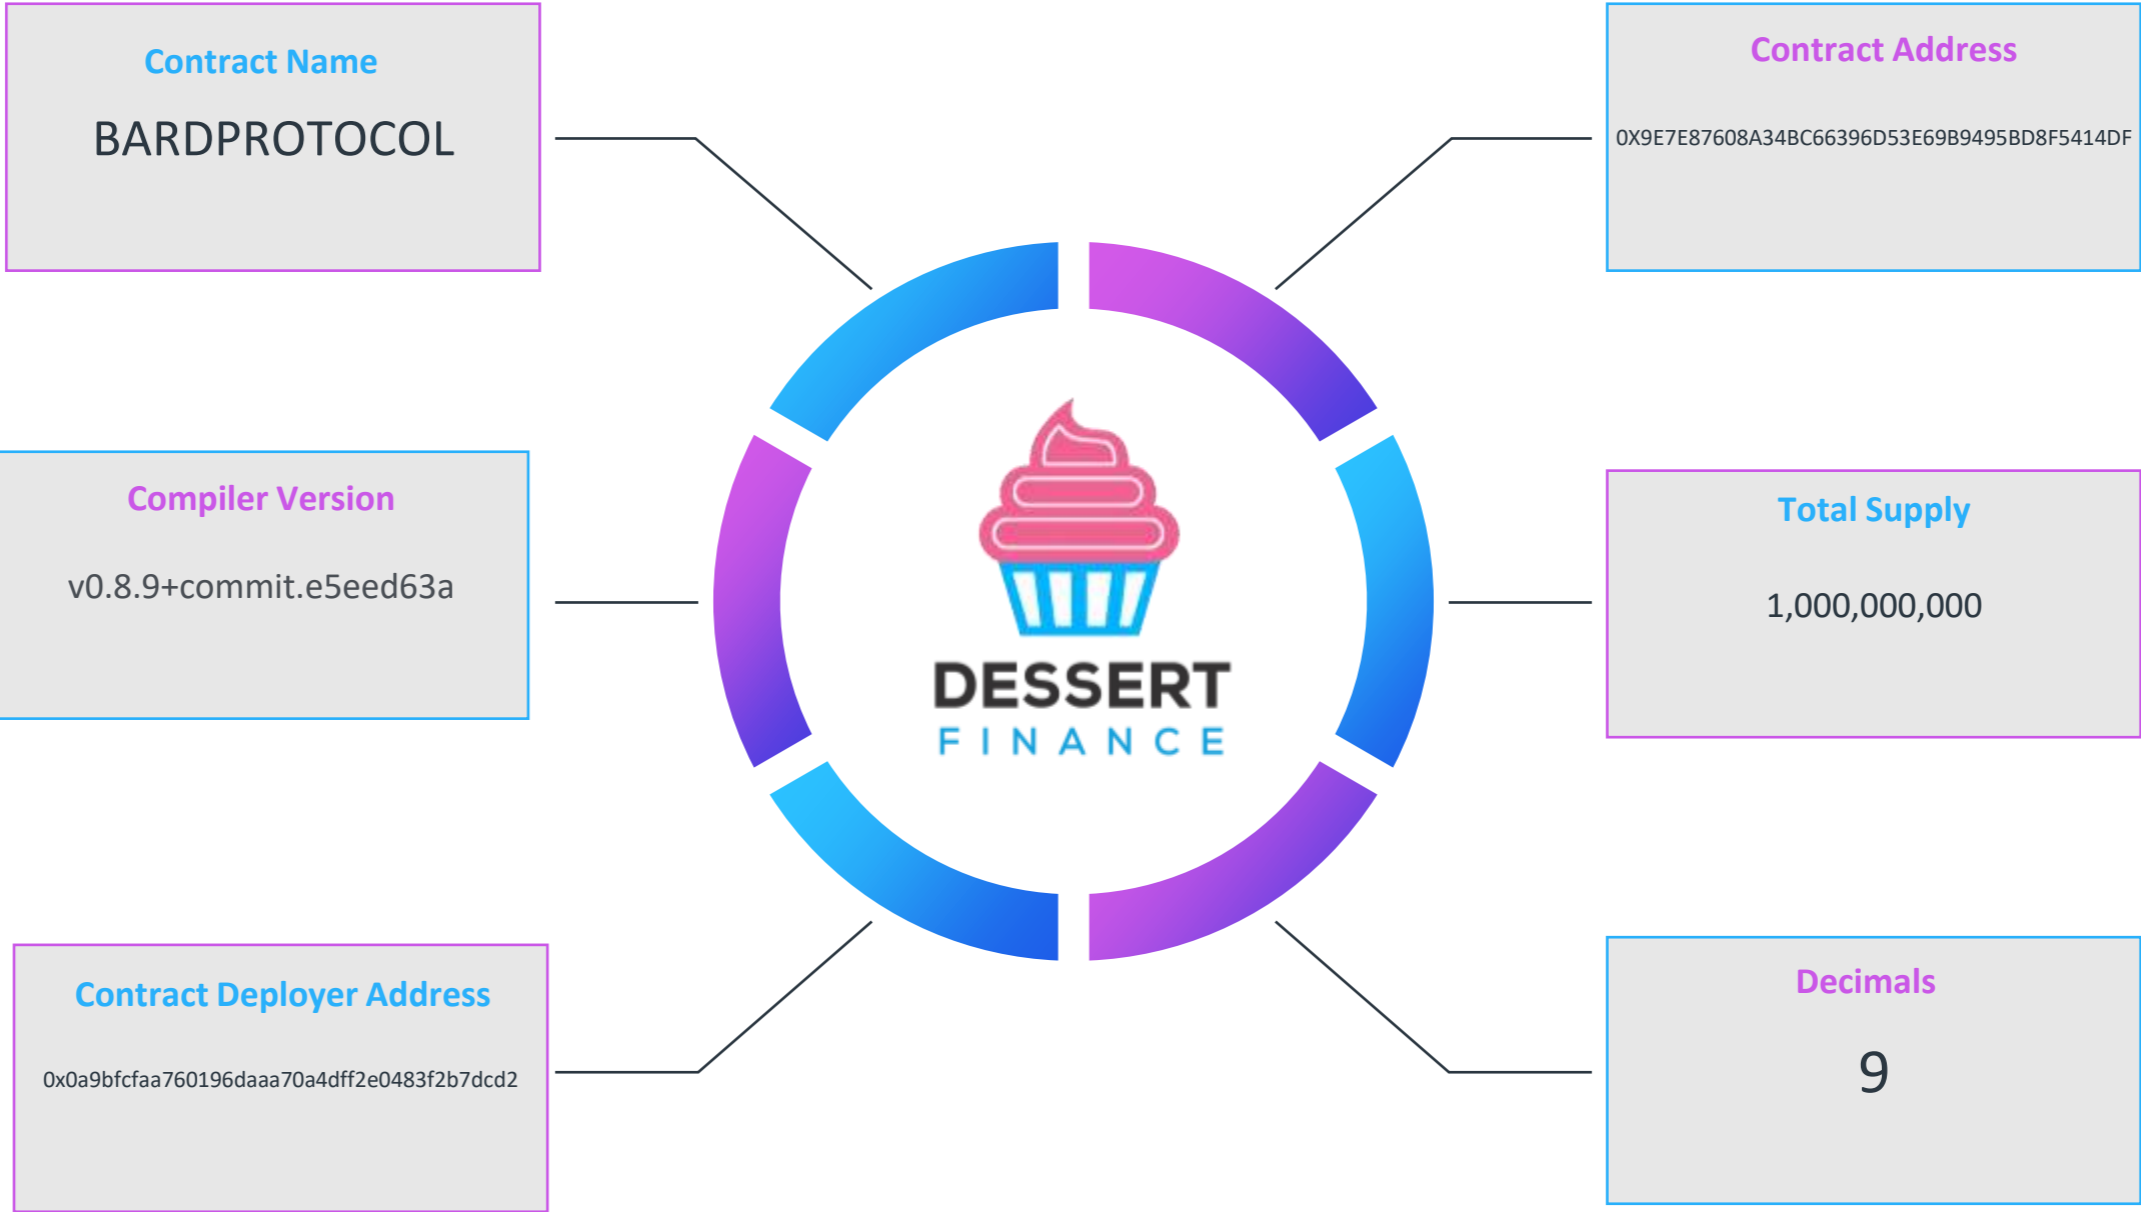 Contract Name
BARDPROTOCOL
Contract Address
0X9E7E87608A34BC66396D53E69B9495BD8F5414DF
Compiler Version
v0.8.9+commit.e5eed63a
DESSERT
FINANCE
Total Supply
1,000,000,000
Contract Deployer Address
0x0a9bfcfaa760196daaa70a4dff2e0483f2b7dcd2
Decimals
9